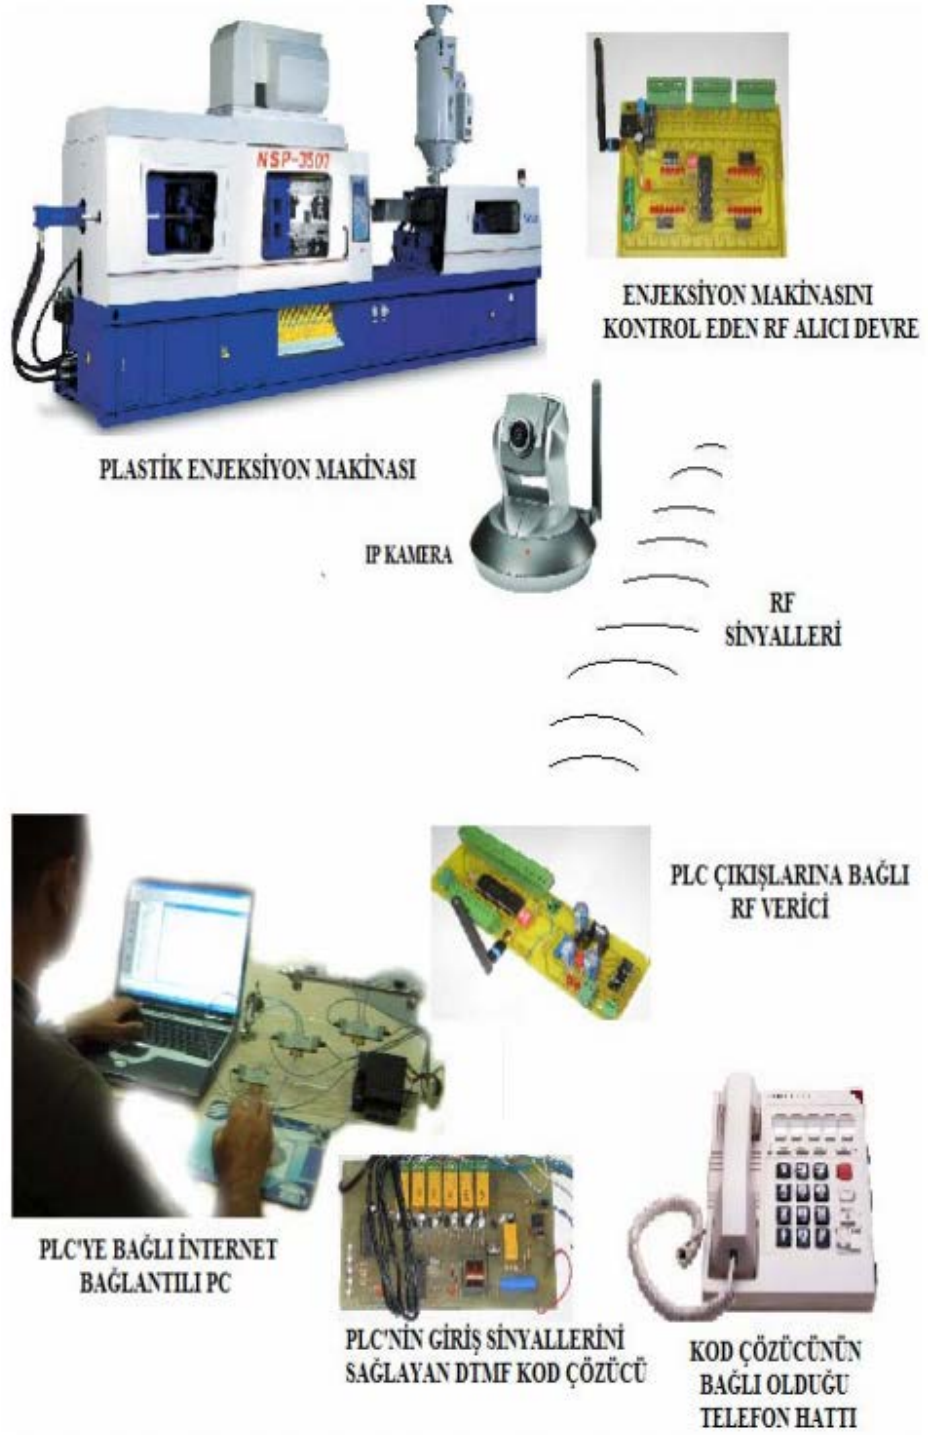 NSP-3507
ENJEKSİYON MAKİNASINI
KONTROL EDEN RF ALICI DEVRE
PLASTİK ENJEKSİYON MAKİNASI
IP KAMERA
RF
SİNYALLERİ
PLC ÇIKIŞLARINA BAĞLI
RF VERİCİ
PLC'YE BAĞLI İNTERNET
BAĞLANTILI PC
PLC'NİN GİRİŞ SİNYALLERİNİ
SAĞLAYAN DTMF KOD ÇÖZÜCÜ
KOD ÇÖZÜCÜNÜN
BAĞLI OLDUĞU
TELEFON HATTI